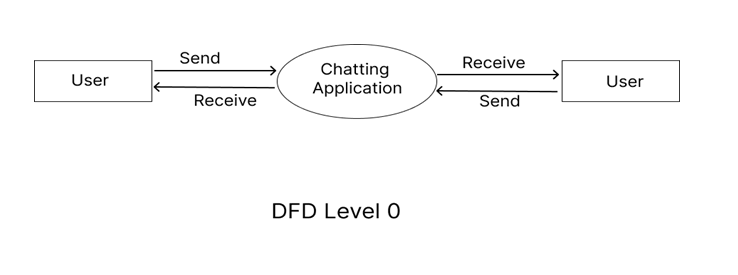 Send
Receive
User
Chatting
Application
User
Receive
Send
DFD Level 0